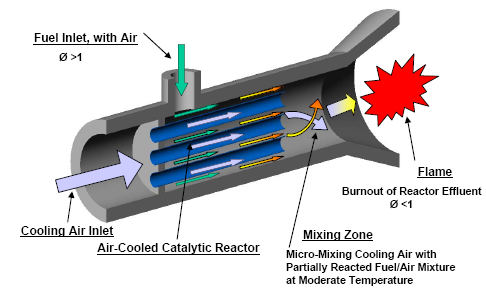 Fuel Inlet, with Air
Ø >1
Flame
Burnout of Reactor Effluent
Ø <1
Cooling Air Inlet
Air-Cooled Catalytic Reactor
Mixing Zone
Micro-Mixing Cooling Air with
Partially Reacted Fuel/Air Mixture
at Moderate Temperature